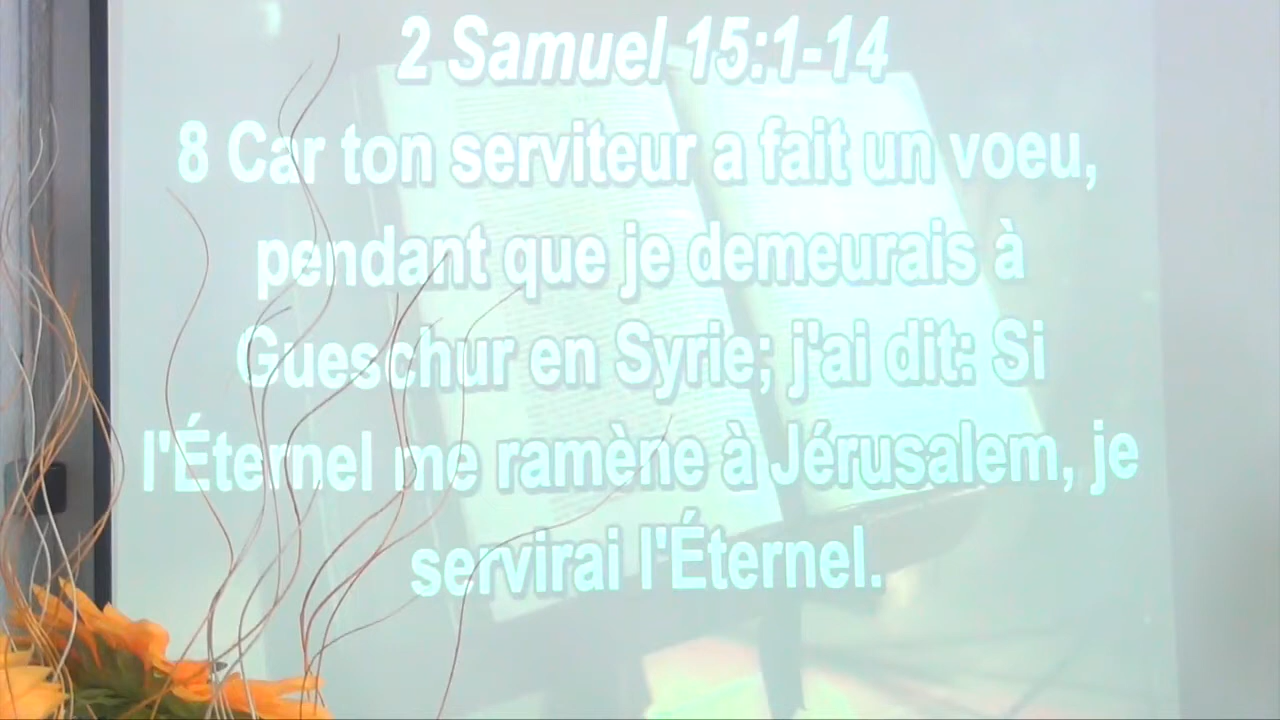 2 Samuel 15:1-14
8 Car ton serviteur a fait un voeu,
pendant que je demeurais à
Gueschur en Syrie; j'ai dit: Si
l'Éternel me ramène à Jérusalem, je
servirai l'Éternel.